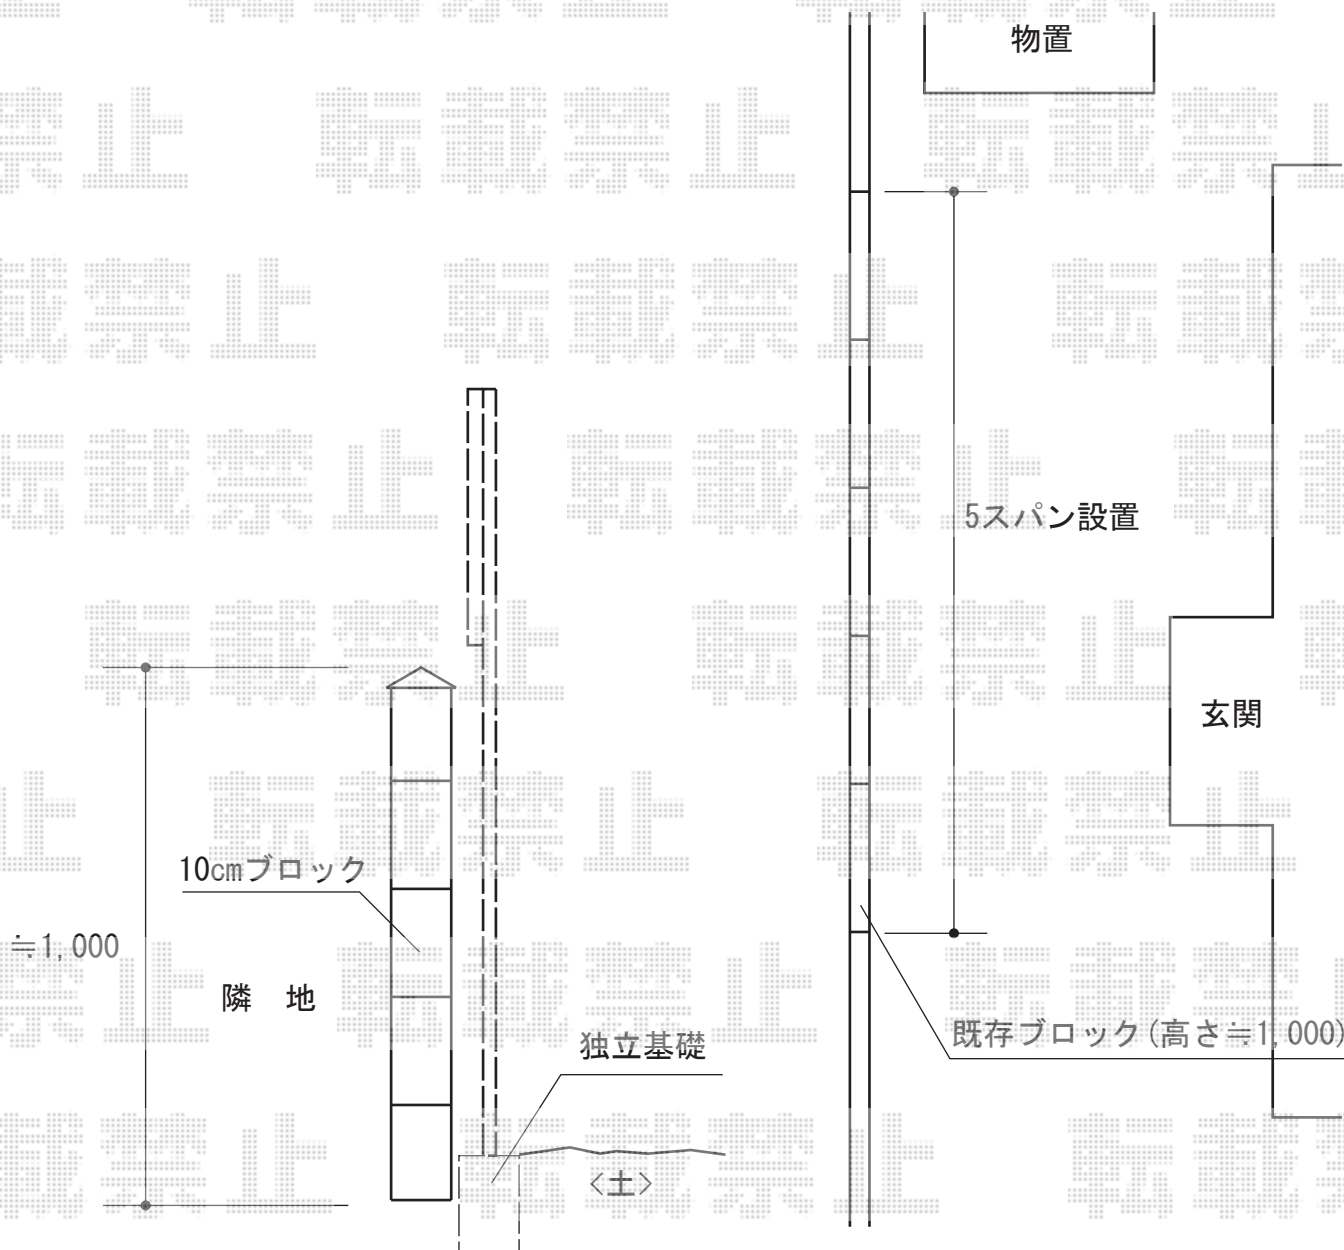 物置
5スパン設置
玄関
10cmブロック
≒1,000
隣　地
独立基礎
既存ブロック(高さ≒1,000)
<土>
転載禁止